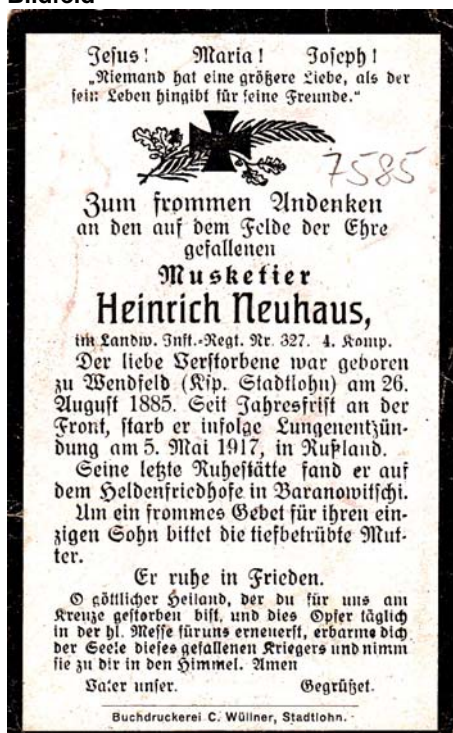 Jesus! Maria! Joseph!
„Niemand hat eine größere Liebe, als der
sein Leben hingibt für seine Freunde.“
7585
Zum frommen Andenken
an den auf dem Felde der Ehre
gefallenen
Musketier
Heinrich Neuhaus,
im Landw. Inft.-Regt. Nr. 327. 4. Komp.
Der liebe Verstorbene war geboren
zu Wendfeld (Ksp. Stadtlohn) am 26.
August 1885. Seit Jahresfrist an der
Front, starb er infolge Lungenentzün-
dung am 5. Mai 1917, in Rußland.
Seine letzte Ruhestätte fand er auf
dem Heldenfriedhofe in Baranowitschi.
Um ein frommes Gebet für ihren ein-
zigen Sohn bittet die tiefbetrübte Mut-
ter.
Er ruhe in Frieden.
O göttlicher Heiland, der du für uns am
Kreuze gestorben bist, und dies Opfer täglich
in der hl. Messe für uns erneuerst, erbarme dich
der Seele dieses gefallenen Kriegers und nimm
sie zu dir in den Himmel. Amen
Vater unser. Gegrüßet.
Buchdruckerei C. Wüllner, Stadtlohn.